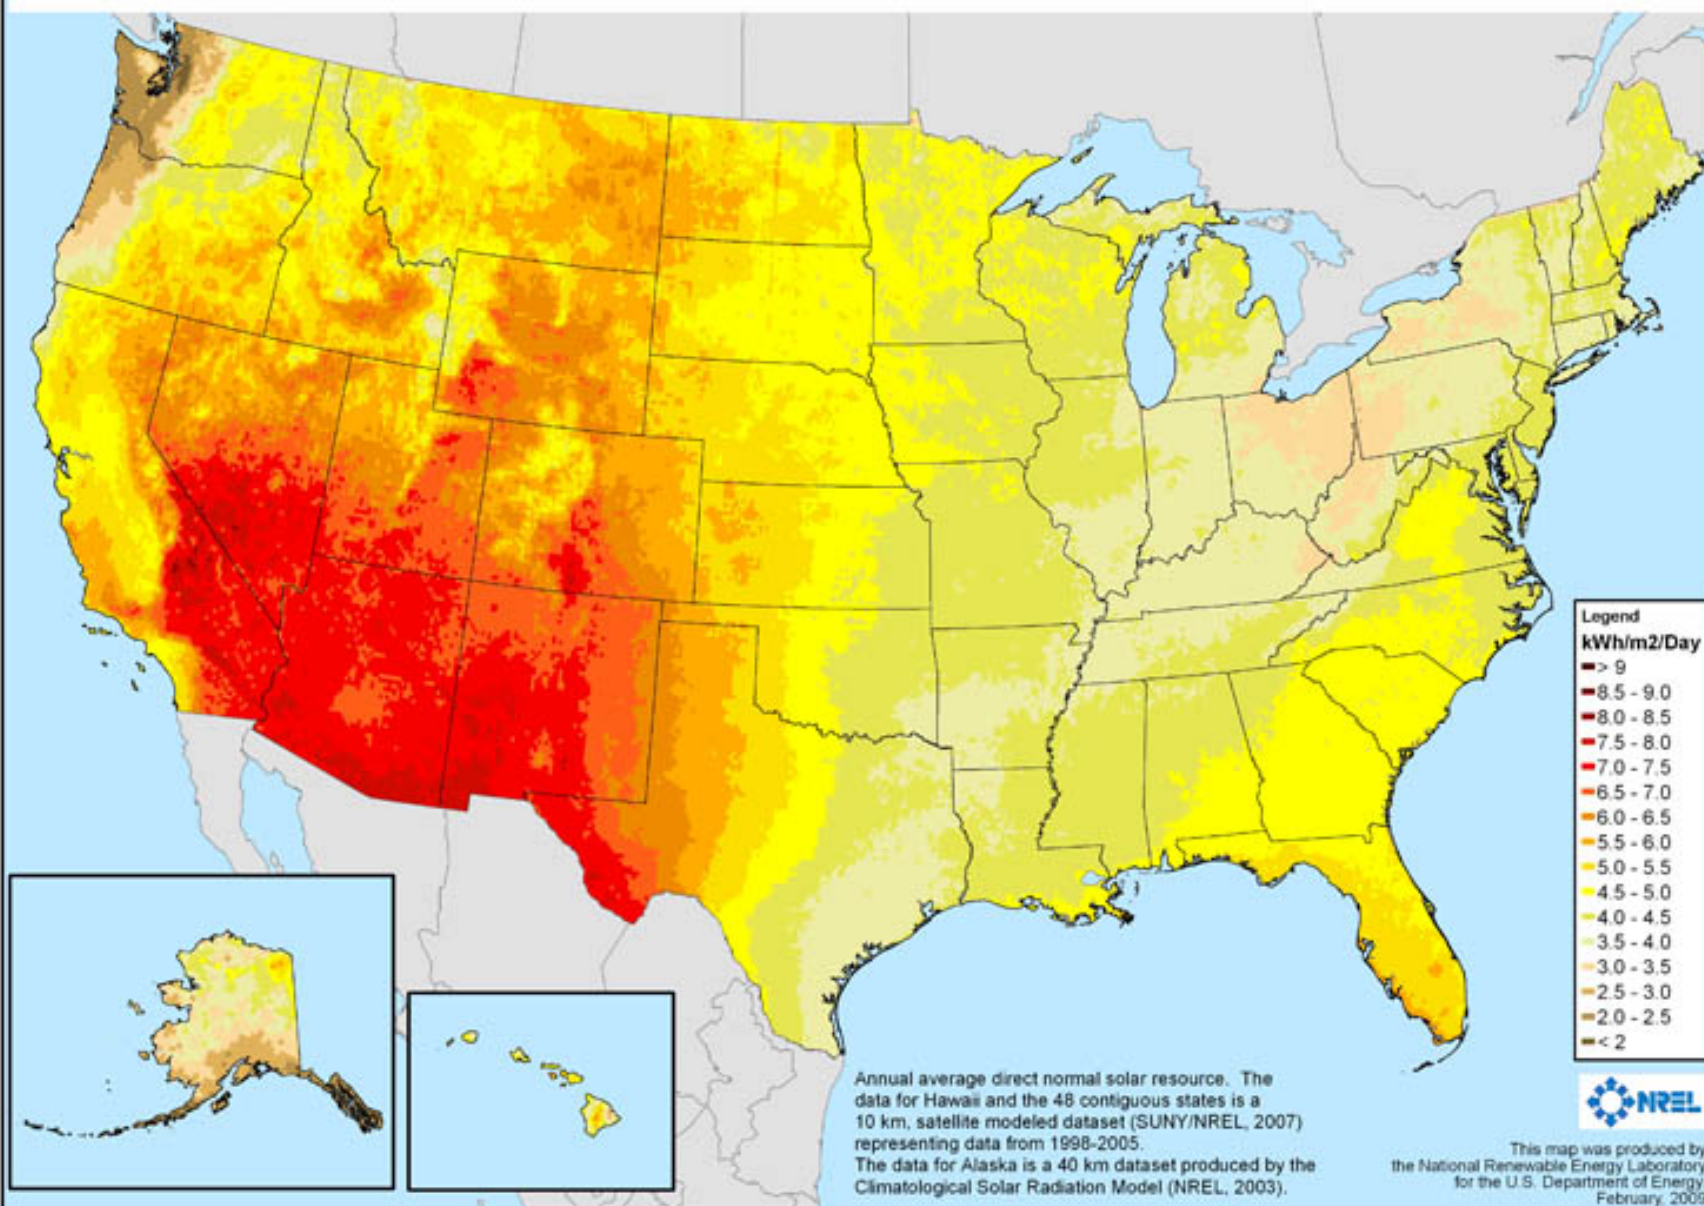 Legend
kWh/m2/Day
> 9
8.5 - 9.0
8.0 - 8.5
7.5 - 8.0
7.0 - 7.5
6.5 - 7.0
6.0 - 6.5
5.5 - 6.0
5.0 - 5.5
4.5 - 5.0
4.0 - 4.5
3.5 - 4.0
3.0 - 3.5
2.5 - 3.0
2.0 - 2.5
< 2
Annual average direct normal solar resource. The
data for Hawaii and the 48 contiguous states is a
10 km, satellite modeled dataset (SUNY/NREL, 2007)
representing data from 1998-2005.
The data for Alaska is a 40 km dataset produced by the
Climatological Solar Radiation Model (NREL, 2003).
NREL
This map was produced by
the National Renewable Energy Laboratory
for the U.S. Department of Energy
February, 2009